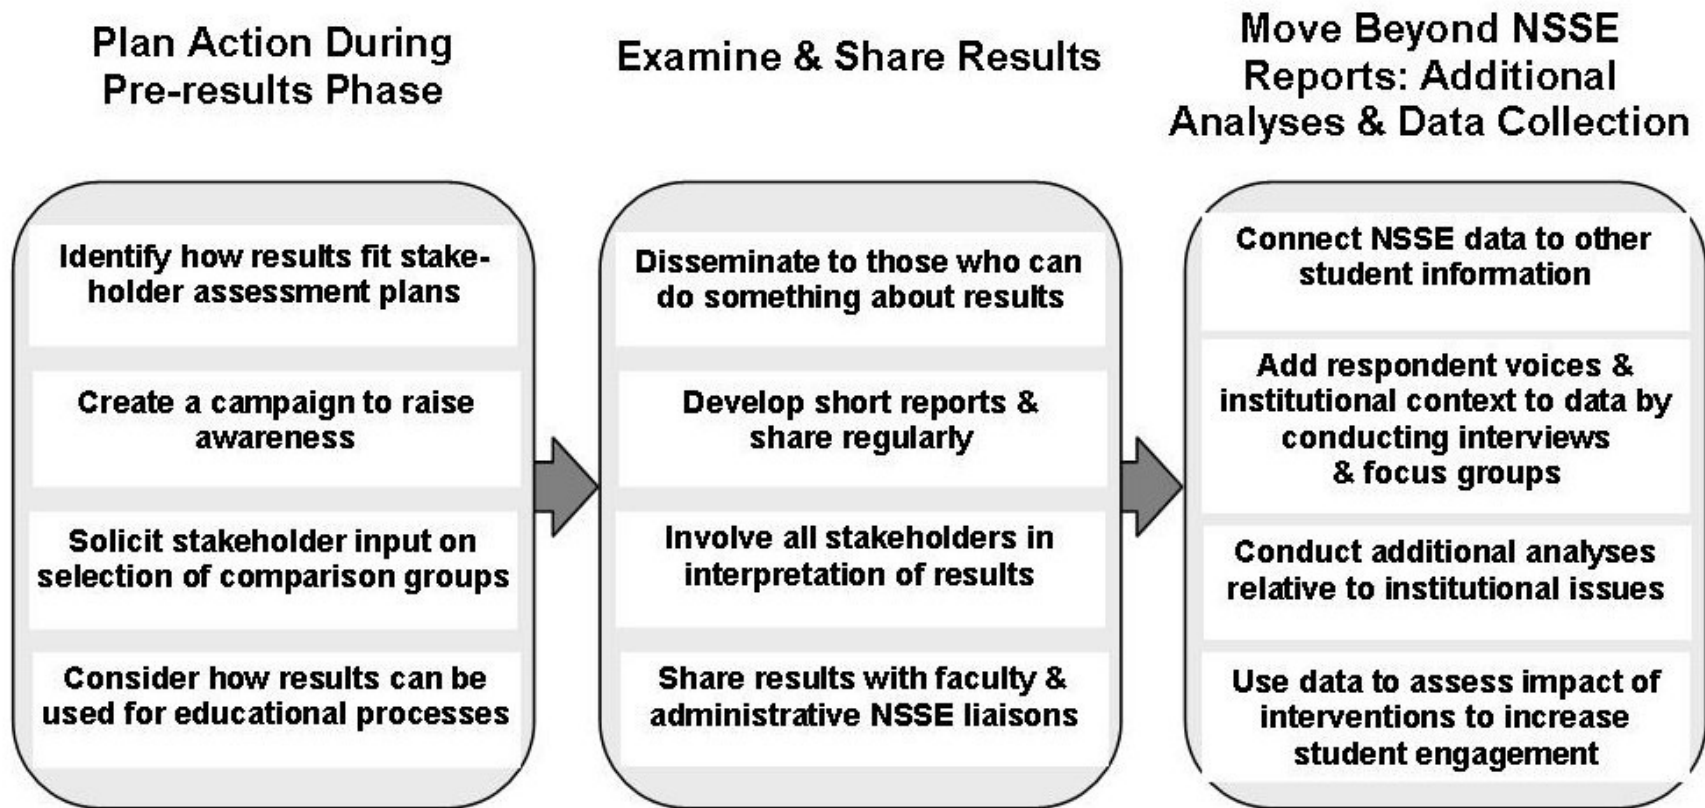 Plan Action During
Pre-results Phase
Identify how results fit stake-
holder assessment plans
Create a campaign to raise
awareness
Solicit stakeholder input on
selection of comparison groups
Consider how results can be
used for educational processes
Examine & Share Results
Disseminate to those who can
do something about results
Develop short reports &
share regularly
Involve all stakeholders in
interpretation of results
Share results with faculty &
administrative NSSE liaisons
Move Beyond NSSE
Reports: Additional
Analyses & Data Collection
Connect NSSE data to other
student information
Add respondent voices &
institutional context to data by
conducting interviews
& focus groups
Conduct additional analyses
relative to institutional issues
Use data to assess impact of
interventions to increase
student engagement